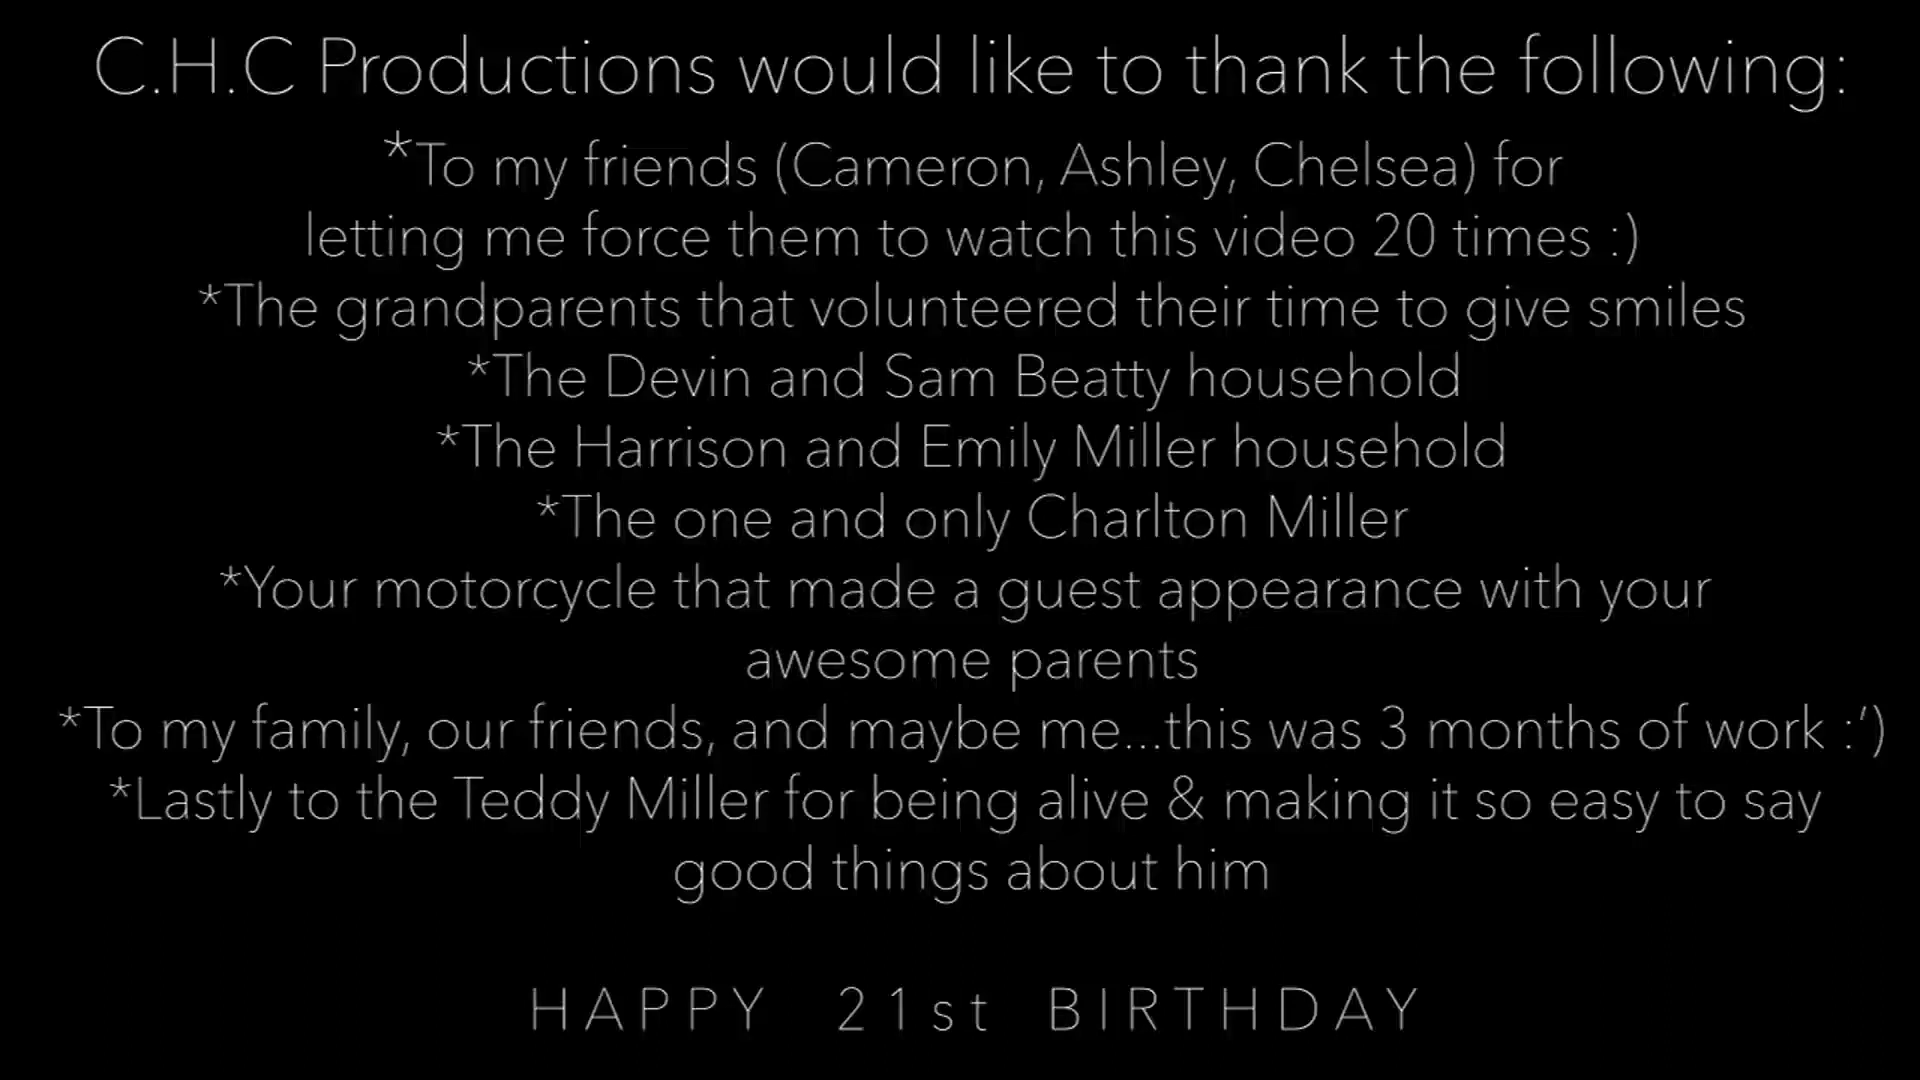 C.H.C Productions would like to thank the following:
*To my friends (Cameron, Ashley, Chelsea) for
letting me force them to watch this video 20 times :)
*The grandparents that volunteered their time to give smiles
*The Devin and Sam Beatty household
*The Harrison and Emily Miller household
*The one and only Charlton Miller
*Your motorcycle that made a guest appearance with your
awesome parents
*To my family, our friends, and maybe me...this was 3 months of work :’)
*Lastly to the Teddy Miller for being alive & making it so easy to say
good things about him
HAPPY 21st BIRTHDAY